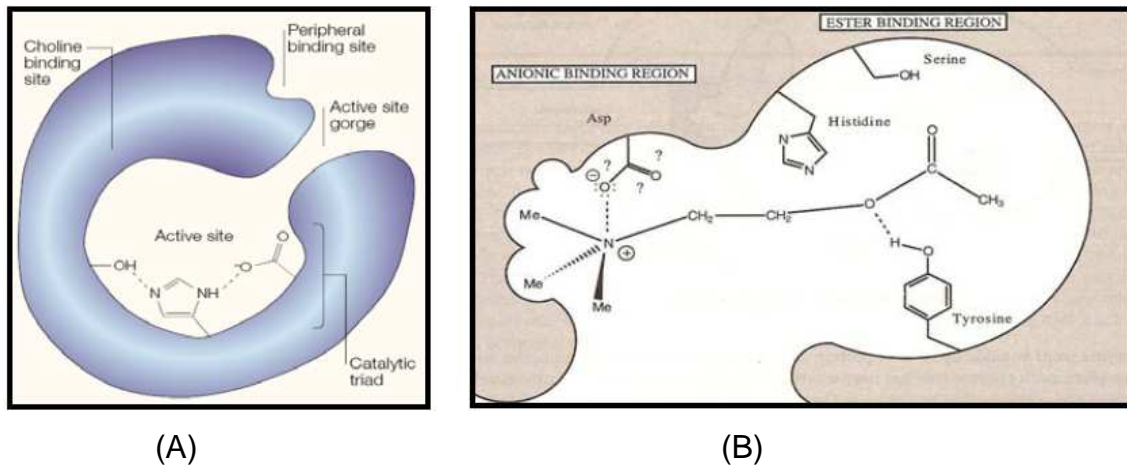 Choline
binding
site
Peripheral
binding site
Active site
gorge
Active site
OH
N
NH
O
O
Catalytic
triad
(A)
ESTER BINDING REGION
ANIONIC BINDING REGION
Serine
OH
Histidine
N
N
Asp
?
?
?
⊖
O
O
Me
N
⊕
Me
Me
CH2
CH2
O
O
C
CH3
H
O
Tyrosine
(B)